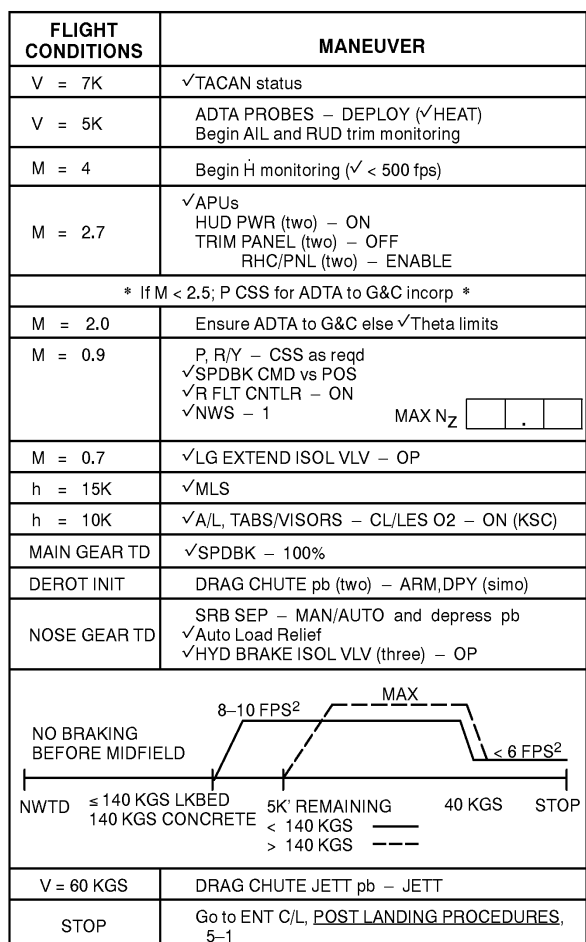 FLIGHT CONDITIONS MANEUVER
V = 7K ✓TACAN status
V = 5K ADTA PROBES – DEPLOY (✓HEAT)
Begin AIL and RUD trim monitoring
M = 4 Begin Ḣ monitoring (✓ < 500 fps)
M = 2.7 ✓APUs
HUD PWR (two) – ON
TRIM PANEL (two) – OFF
RHC/PNL (two) – ENABLE
* If M < 2.5; P CSS for ADTA to G&C incorp *
M = 2.0 Ensure ADTA to G&C else ✓Theta limits
M = 0.9 P, R/Y – CSS as reqd
✓SPDBK CMD vs POS
✓R FLT CNTLR – ON
✓NWS – 1 MAX NZ .
M = 0.7 ✓LG EXTEND ISOL VLV – OP
h = 15K ✓MLS
h = 10K ✓A/L, TABS/VISORS – CL/LES O2 – ON (KSC)
MAIN GEAR TD ✓SPDBK – 100%
DEROT INIT DRAG CHUTE pb (two) – ARM,DPY (simo)
NOSE GEAR TD SRB SEP – MAN/AUTO and depress pb
✓Auto Load Relief
✓HYD BRAKE ISOL VLV (three) – OP
MAX
8–10 FPS²
NO BRAKING
BEFORE MIDFIELD
< 6 FPS²
NWTD ≤ 140 KGS LKBED 5K' REMAINING 40 KGS STOP
140 KGS CONCRETE
< 140 KGS
> 140 KGS
V = 60 KGS DRAG CHUTE JETT pb – JETT
STOP Go to ENT C/L, POST LANDING PROCEDURES,
5–1